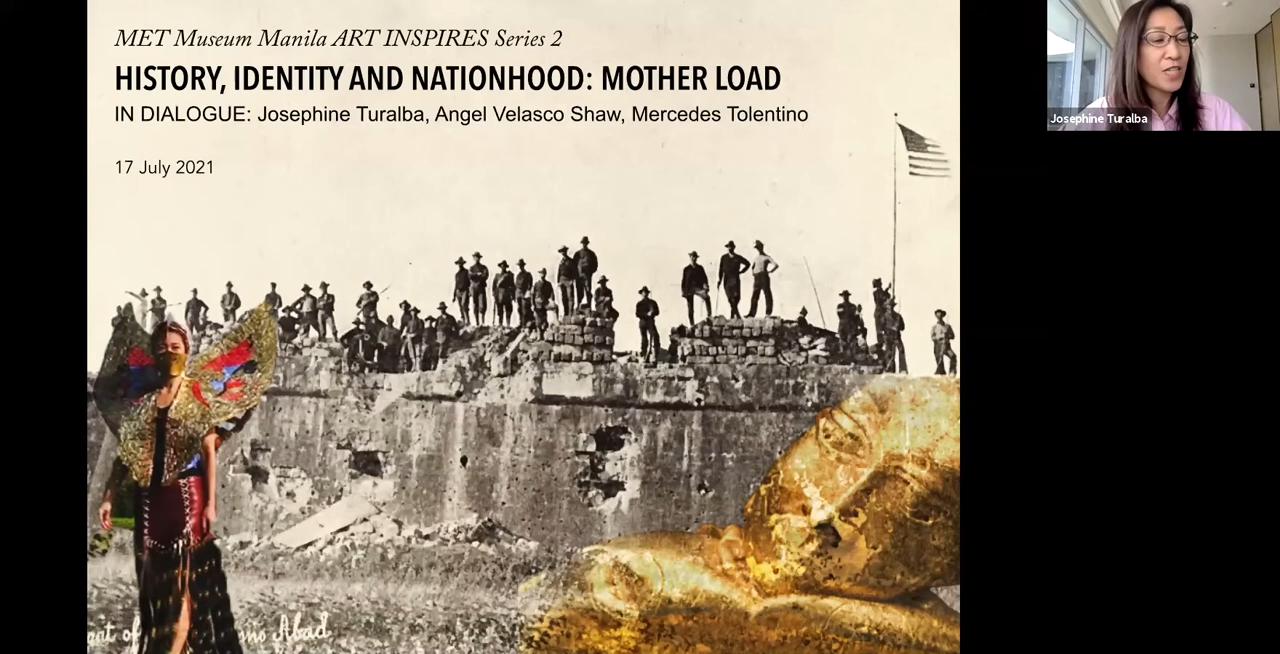 MET Museum Manila ART INSPIRES Series 2
HISTORY, IDENTITY AND NATIONHOOD: MOTHER LOAD
IN DIALOGUE: Josephine Turalba, Angel Velasco Shaw, Mercedes Tolentino
17 July 2021
Josephine Turalba
of Abad